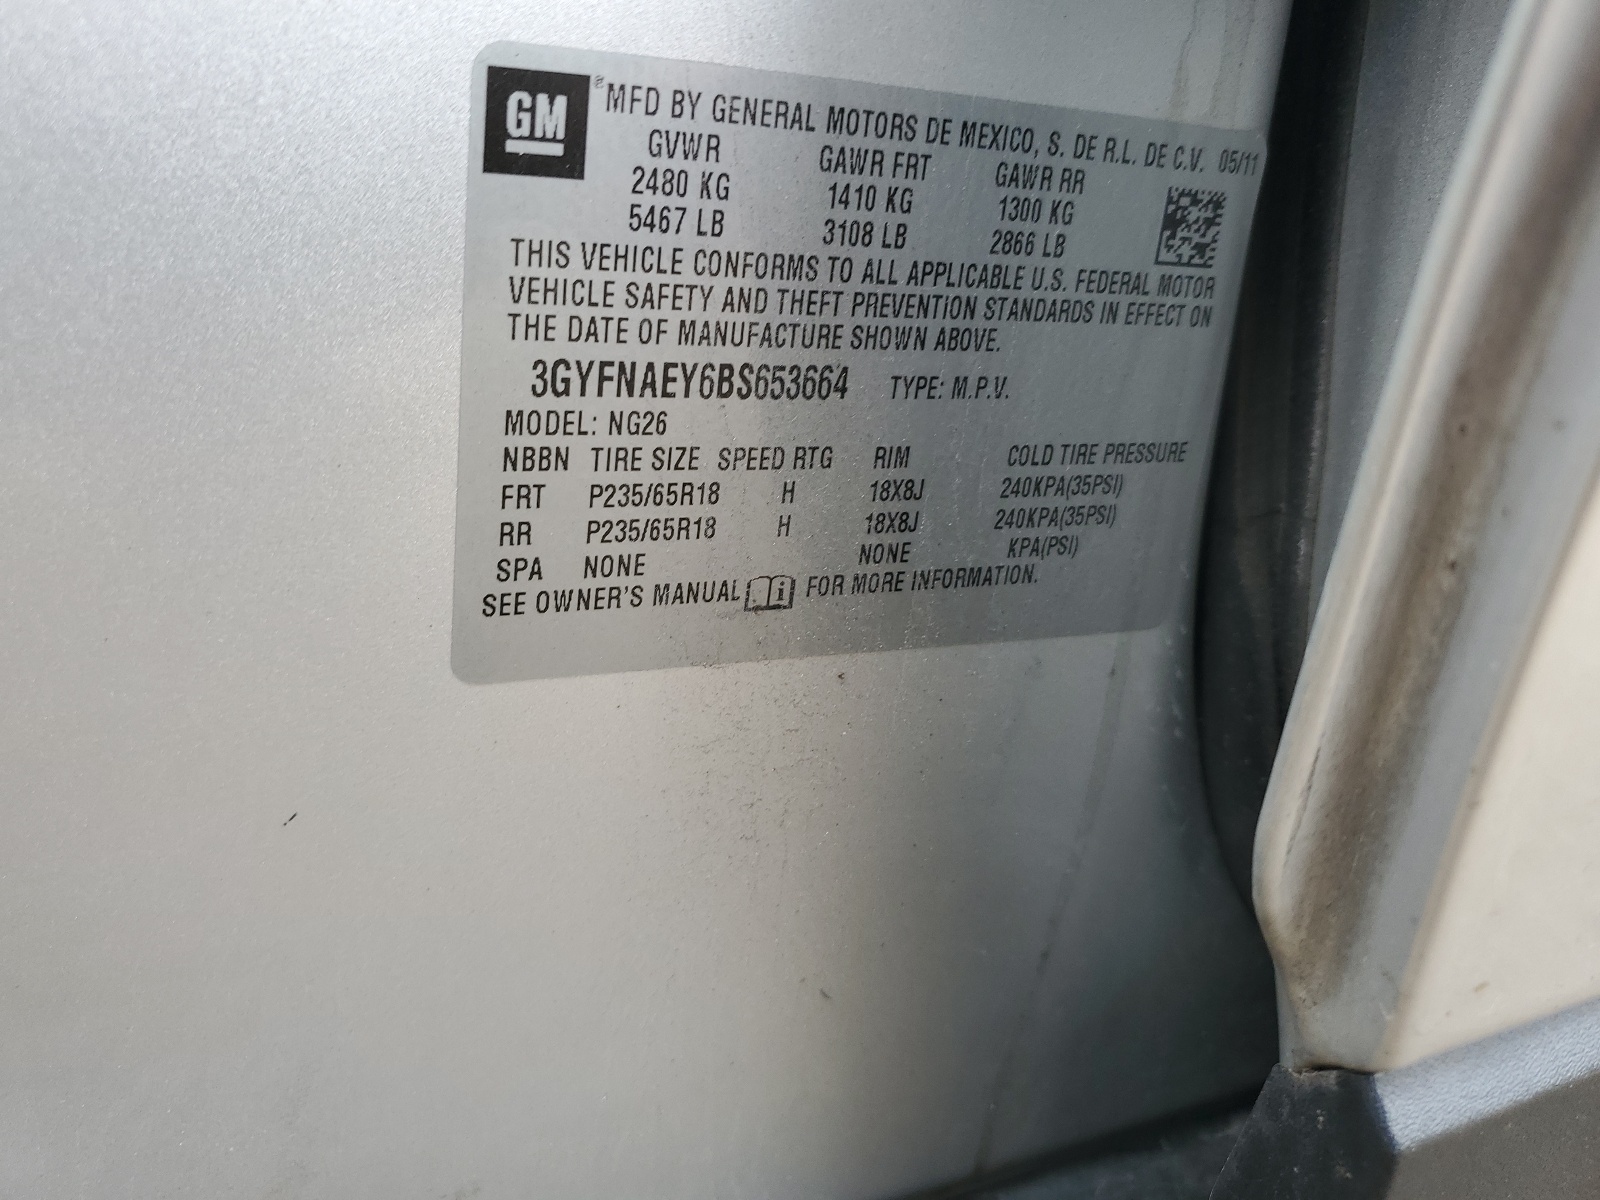 GM ® MFD BY GENERAL MOTORS DE MEXICO, S. DE R.L. DE C.V. 05/11
GVWR GAWR FRT GAWR RR
2480 KG 1410 KG 1300 KG
5467 LB 3108 LB 2866 LB
THIS VEHICLE CONFORMS TO ALL APPLICABLE U.S. FEDERAL MOTOR
VEHICLE SAFETY AND THEFT PREVENTION STANDARDS IN EFFECT ON
THE DATE OF MANUFACTURE SHOWN ABOVE.
3GYFNAEY6BS653664 TYPE: M.P.V.
MODEL: NG26
NBBN TIRE SIZE SPEED RTG RIM COLD TIRE PRESSURE
FRT P235/65R18 H 18X8J 240KPA(35PSI)
RR P235/65R18 H 18X8J 240KPA(35PSI)
SPA NONE NONE KPA(PSI)
SEE OWNER'S MANUAL i FOR MORE INFORMATION.